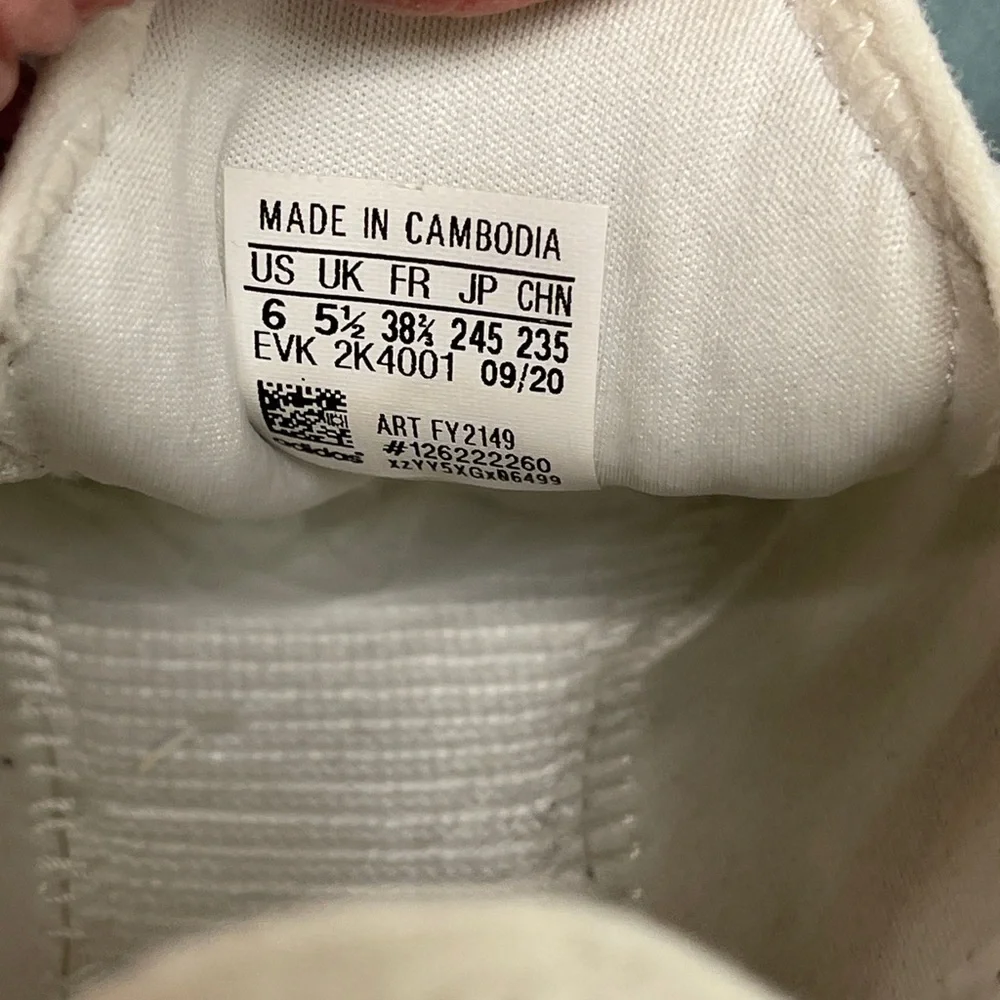 MADE IN CAMBODIA
US UK FR JP CHN
6 5½ 38⅔ 245 235
EVK 2K4001 09/20
ART FY2149
#126222260
adidas xzYY5XGx06499